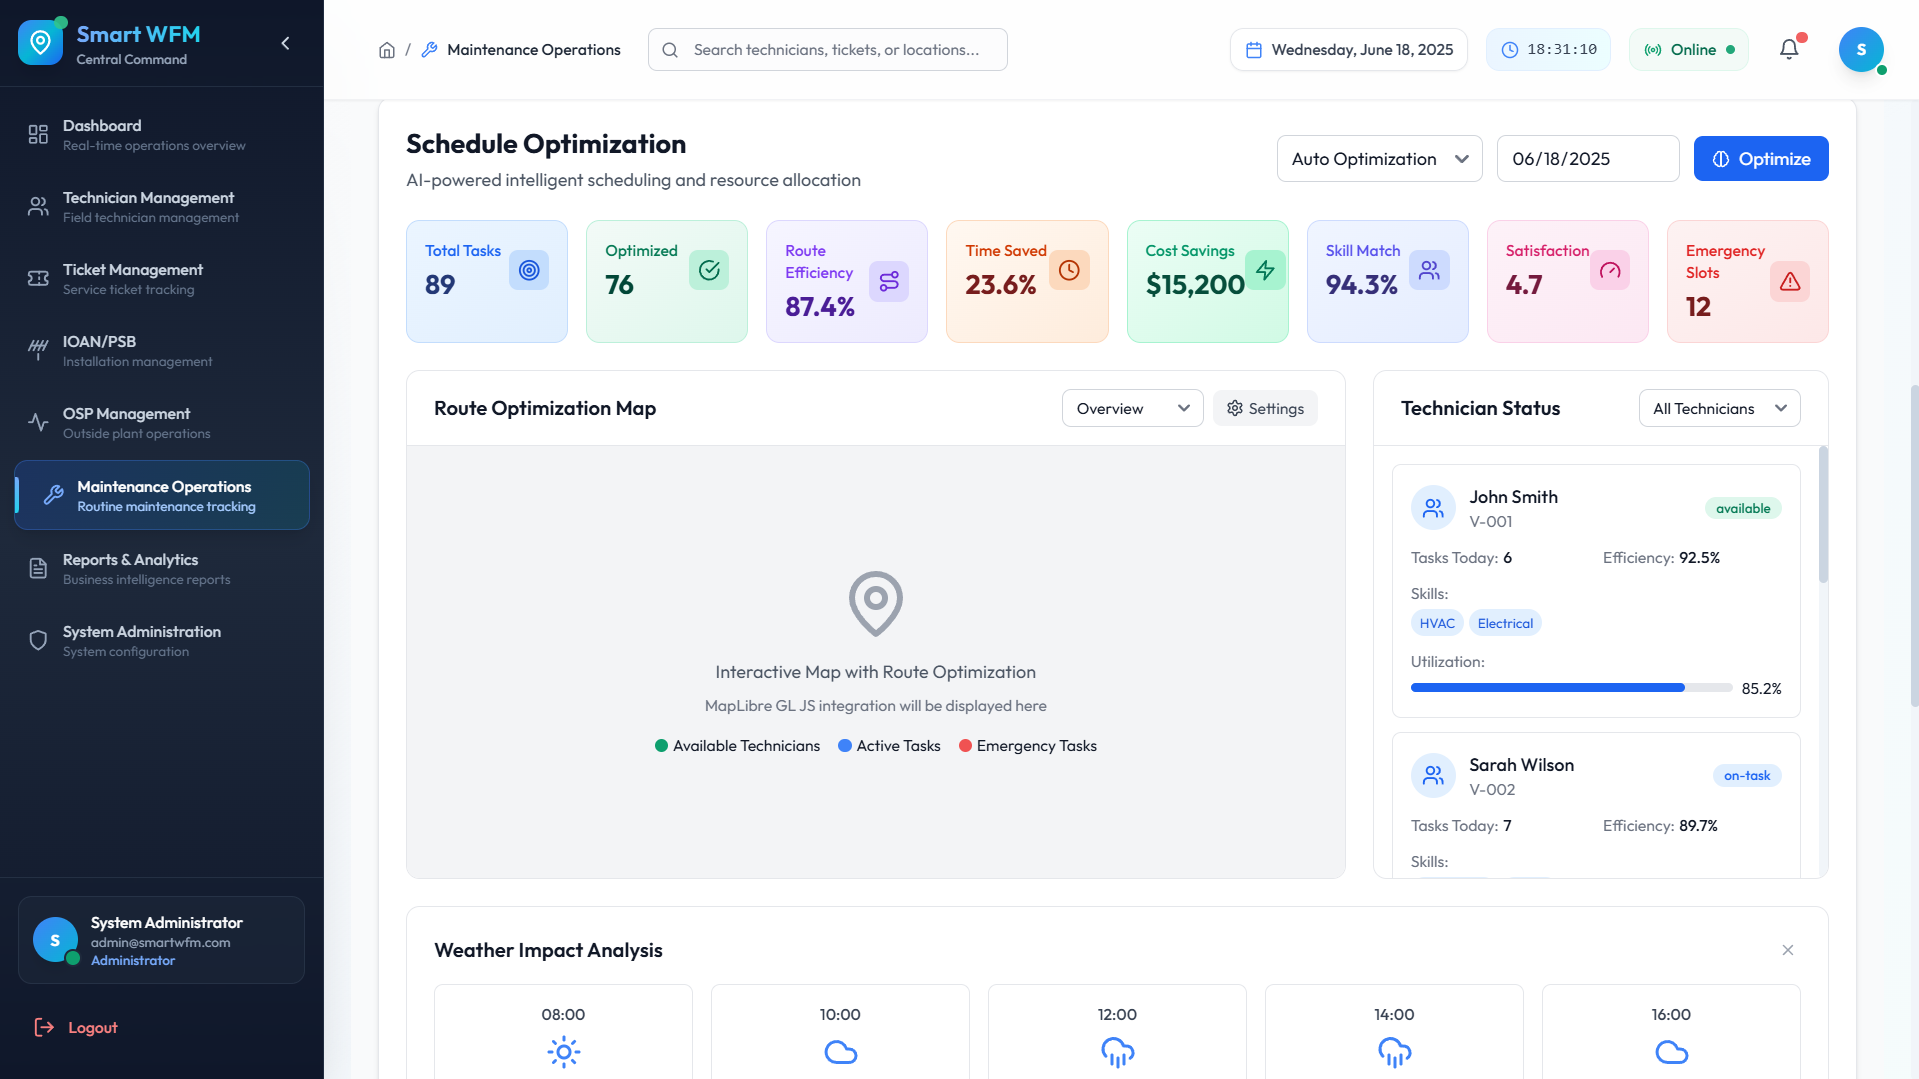 Smart WFM
Central Command
Dashboard
Real-time operations overview
Technician Management
Field technician management
Ticket Management
Service ticket tracking
IOAN/PSB
Installation management
OSP Management
Outside plant operations
Maintenance Operations
Routine maintenance tracking
Reports & Analytics
Business intelligence reports
System Administration
System configuration
S
System Administrator
admin@smartwfm.com
Administrator
Logout
/ Maintenance Operations
Search technicians, tickets, or locations...
Wednesday, June 18, 2025
18:31:10
Online
S
Schedule Optimization
AI-powered intelligent scheduling and resource allocation
Auto Optimization
06/18/2025
Optimize
Total Tasks
89
Optimized
76
Route
Efficiency
87.4%
Time Saved
23.6%
Cost Savings
$15,200
Skill Match
94.3%
Satisfaction
4.7
Emergency
Slots
12
Route Optimization Map
Overview
Settings
Interactive Map with Route Optimization
MapLibre GL JS integration will be displayed here
Available Technicians
Active Tasks
Emergency Tasks
Technician Status
All Technicians
John Smith
V-001
available
Tasks Today: 6
Efficiency: 92.5%
Skills:
HVAC
Electrical
Utilization:
85.2%
Sarah Wilson
V-002
on-task
Tasks Today: 7
Efficiency: 89.7%
Skills:
Weather Impact Analysis
08:00
10:00
12:00
14:00
16:00